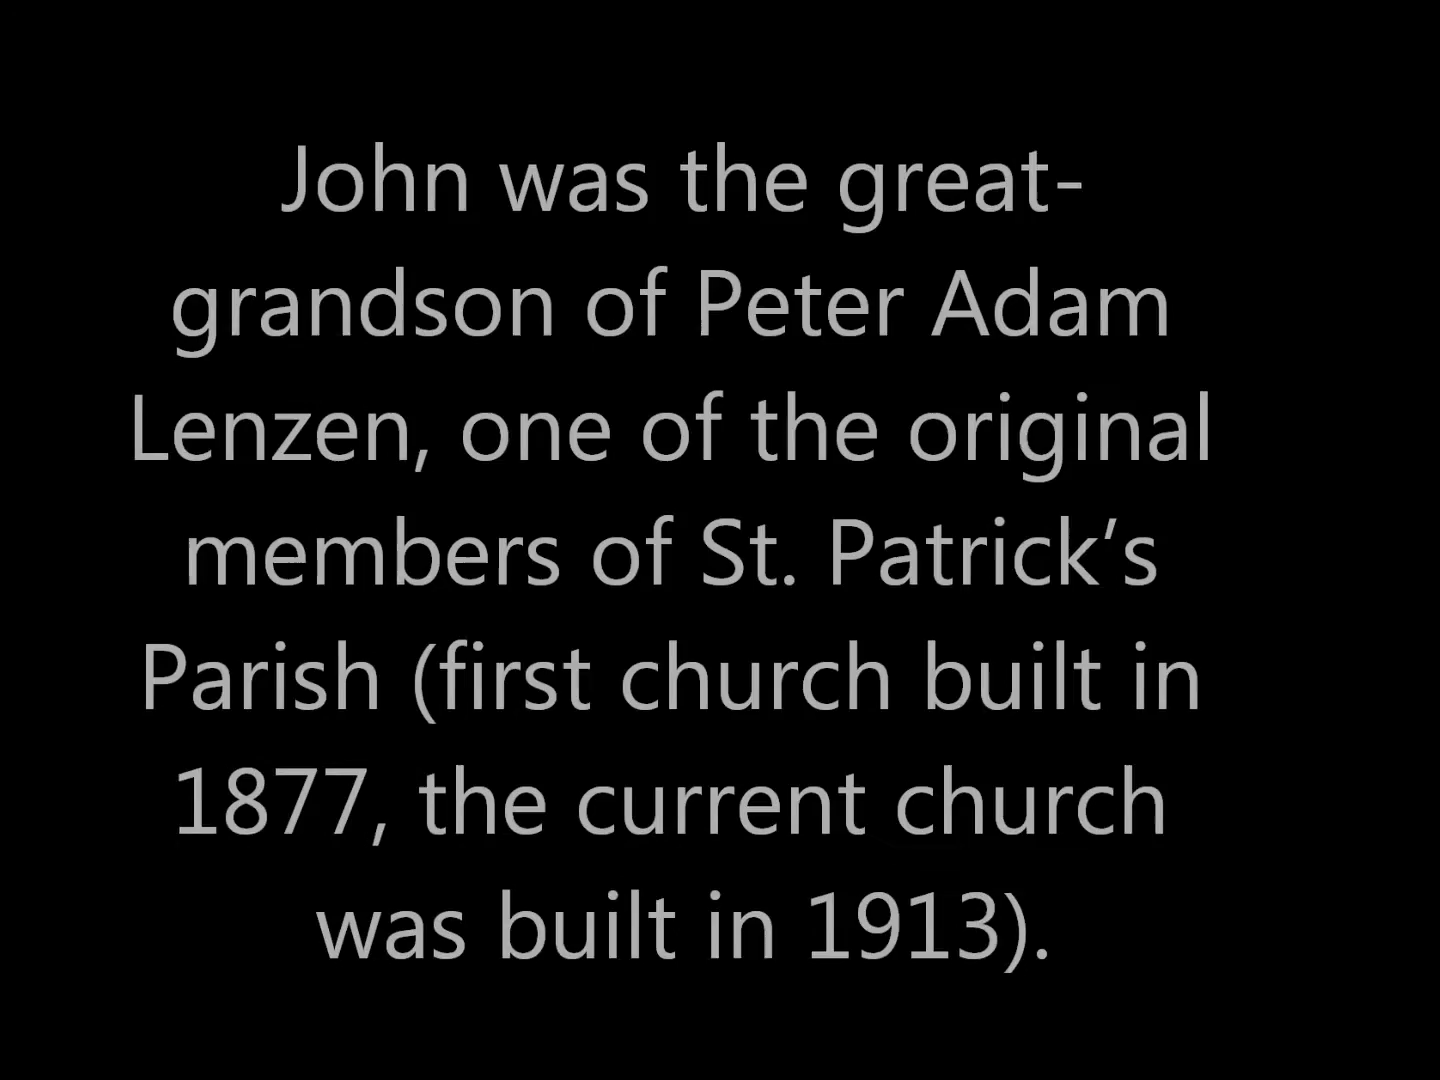 John was the great-
grandson of Peter Adam
Lenzen, one of the original
members of St. Patrick’s
Parish (first church built in
1877, the current church
was built in 1913).